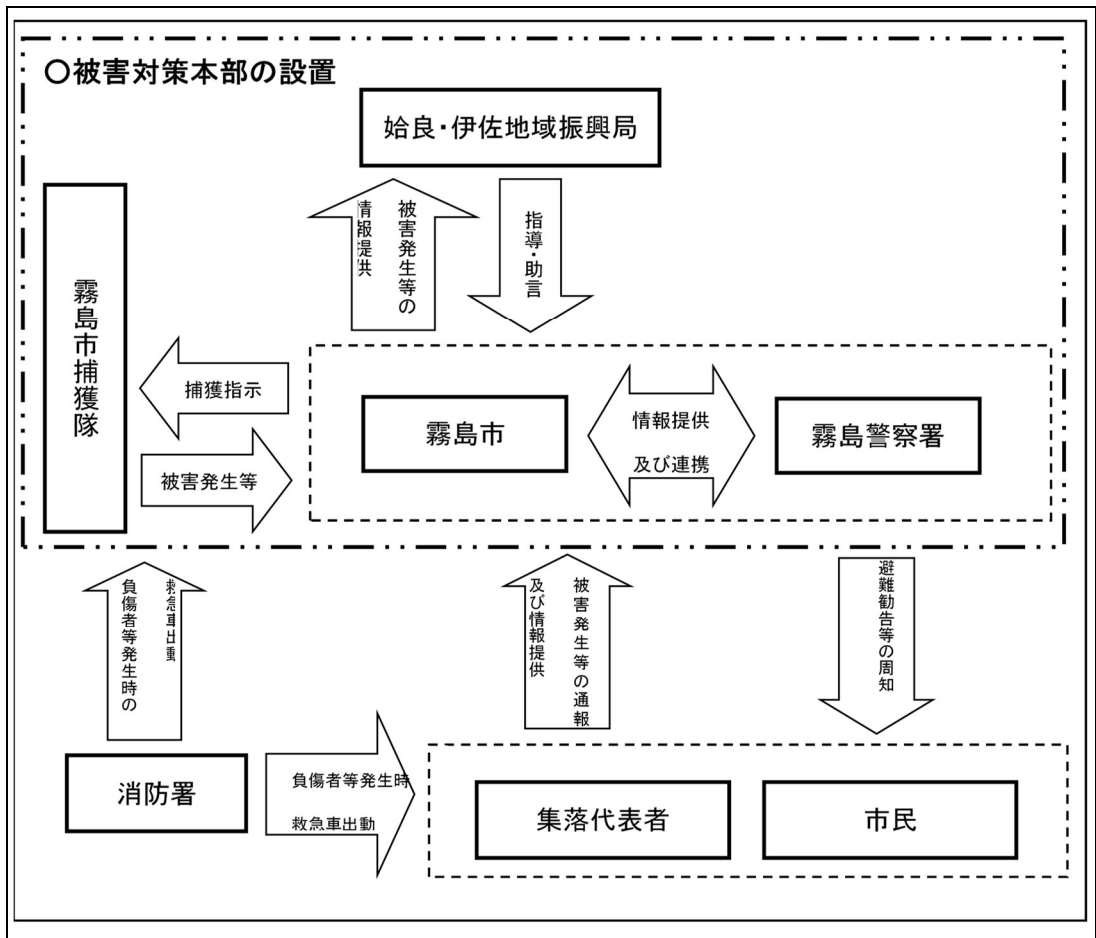 〇被害対策本部の設置
姶良・伊佐地域振興局
被害発生等の
情報提供
指導・助言
霧島市捕獲隊
捕獲指示
被害発生等
霧島市
情報提供
及び連携
霧島警察署
負傷者等発生時の
救急車出動
被害発生等の通報
及び情報提供
避難勧告等の周知
消防署
負傷者等発生時
救急車出動
集落代表者
市民